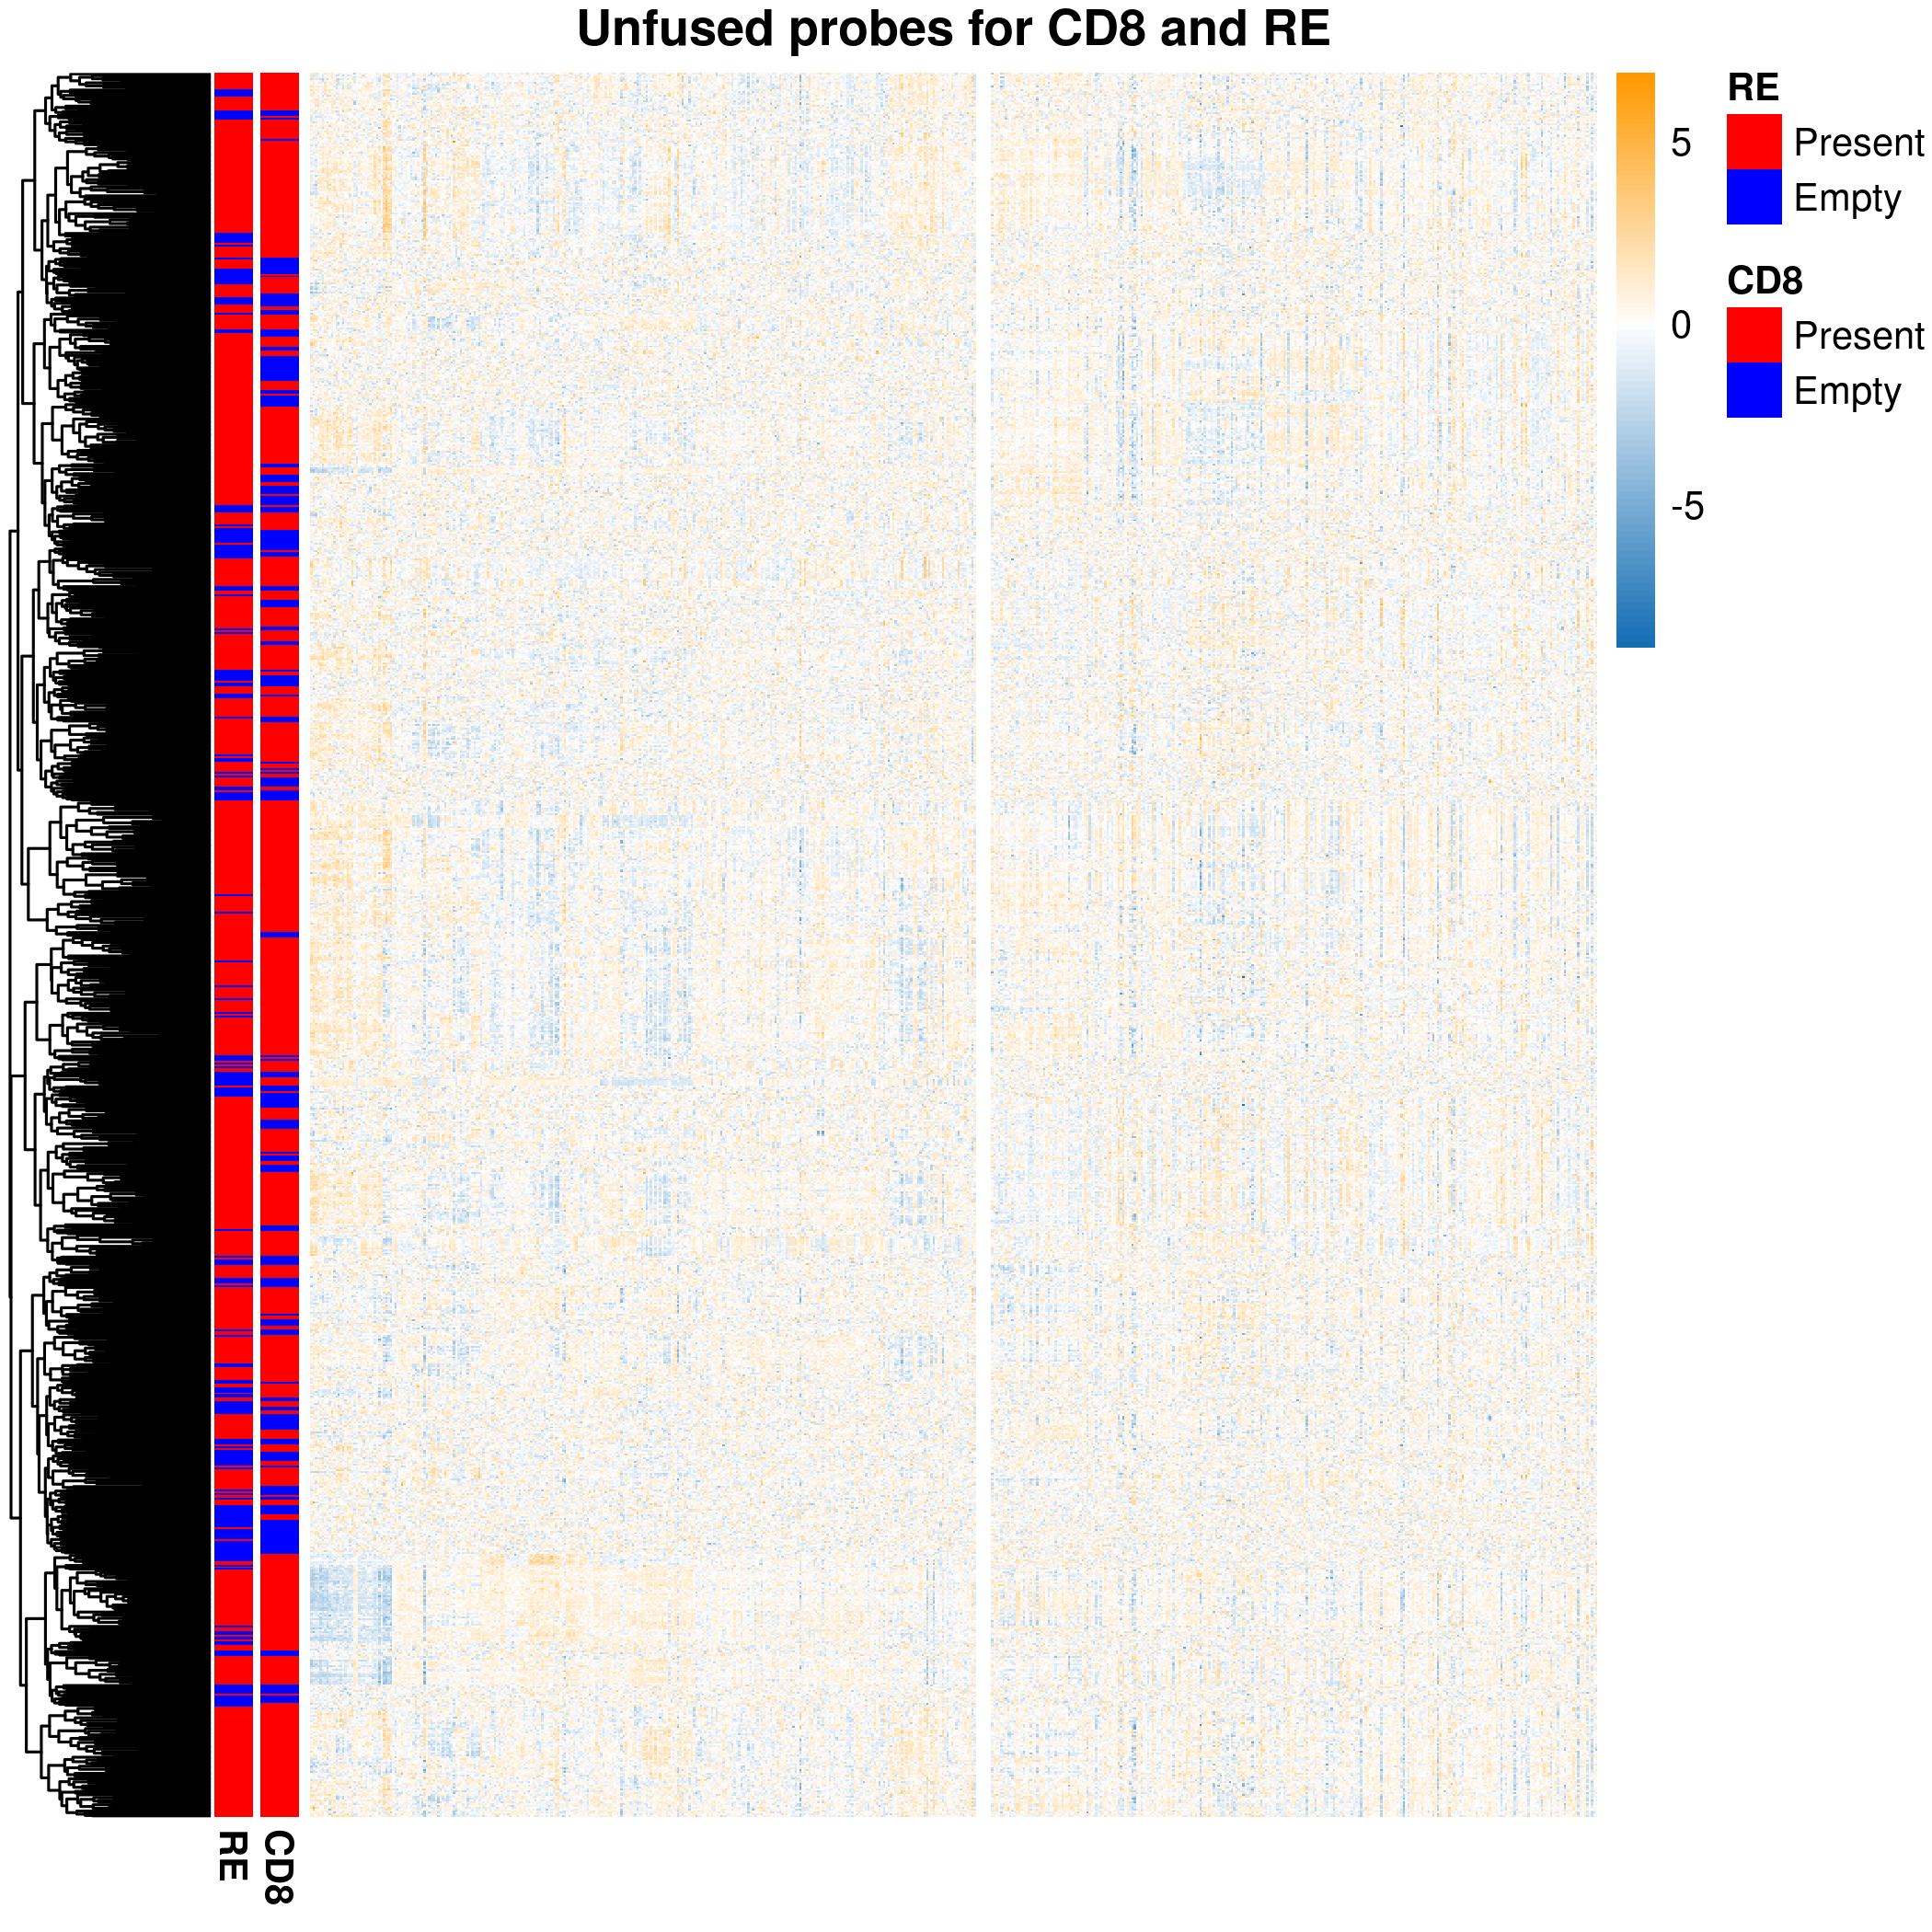 Unfused probes for CD8 and RE
5
0
-5
RE
Present
Empty
CD8
Present
Empty
RE
CD8